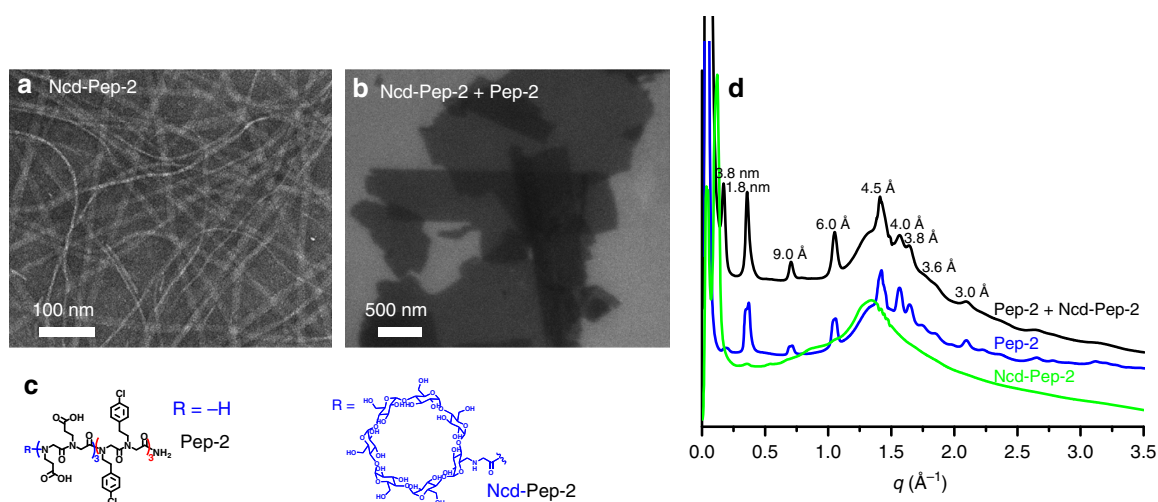 a Ncd-Pep-2
100 nm
b Ncd-Pep-2 + Pep-2
500 nm
c
R = –H
Pep-2
Cl
O
OH
N
R
3
NH₂
R =
OH
HO
O
H
N
Ncd-Pep-2
d
3.8 nm
1.8 nm
9.0 Å
6.0 Å
4.5 Å
4.0 Å
3.8 Å
3.6 Å
3.0 Å
Pep-2 + Ncd-Pep-2
Pep-2
Ncd-Pep-2
0.0 0.5 1.0 1.5 2.0 2.5 3.0 3.5
q (Å⁻¹)